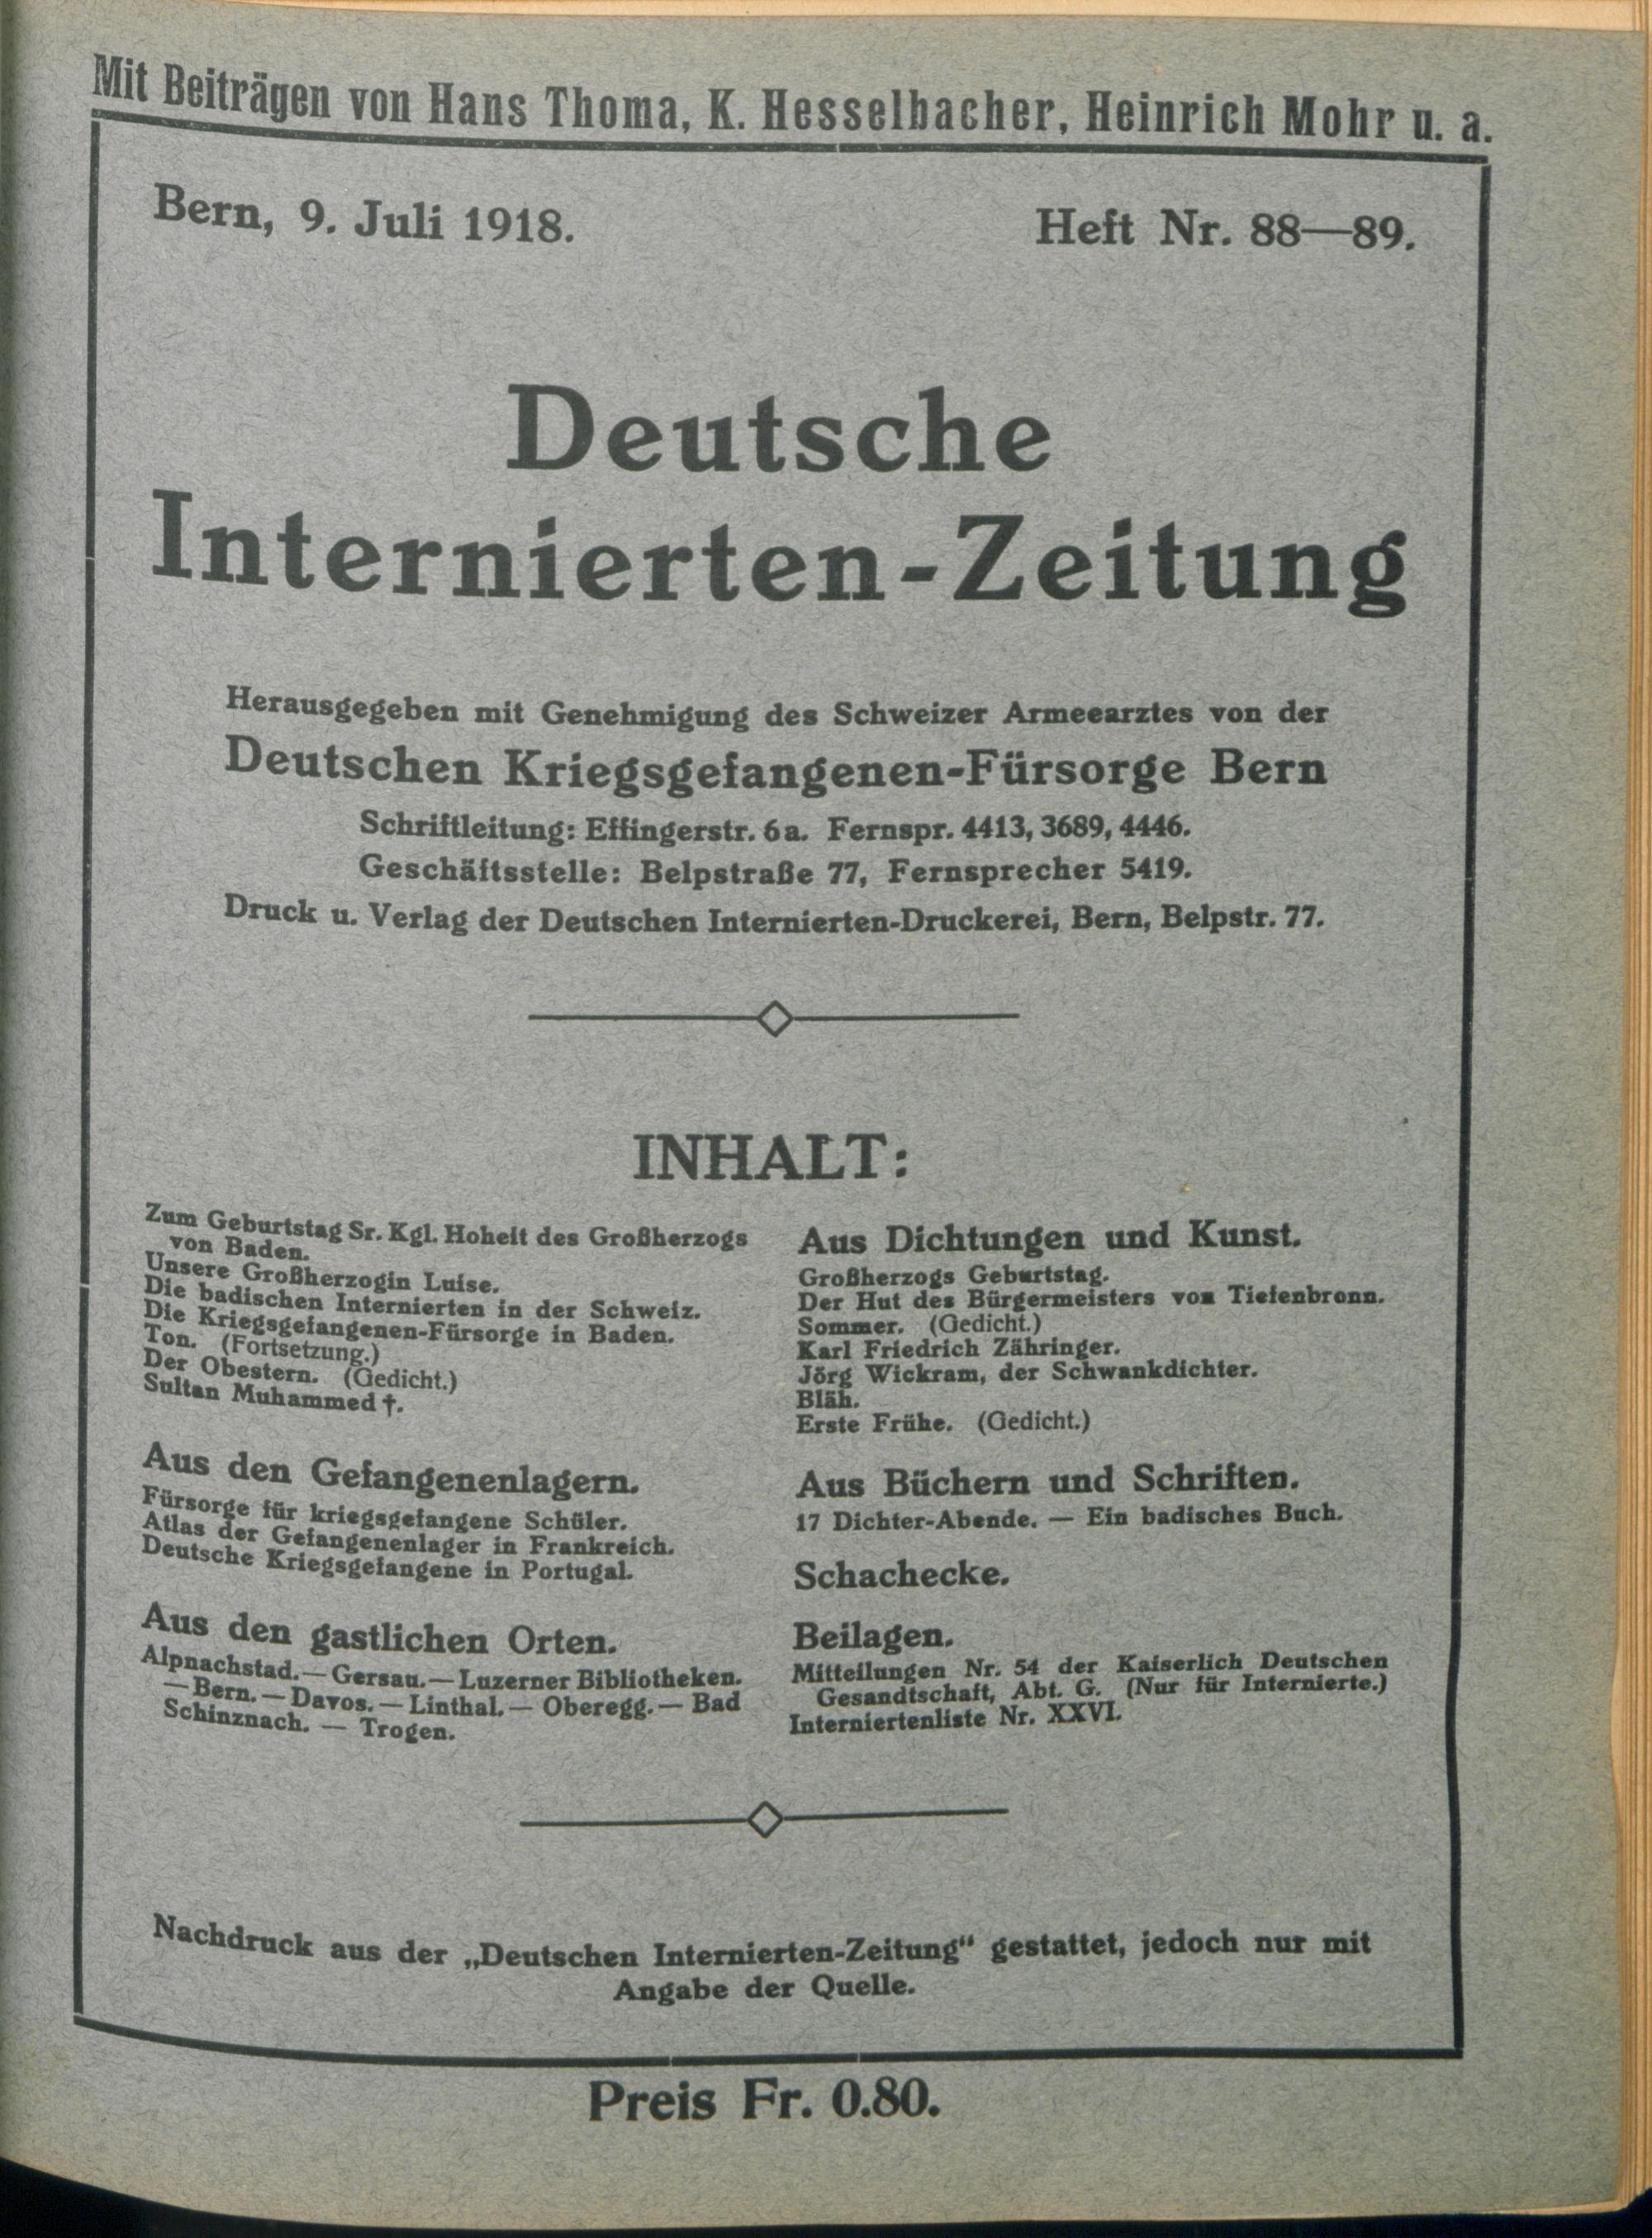 Mit Beiträgen von Hans Thoma, K. Hesselbacher, Heinrich Mohr u. a.
Bern, 9. Juli 1918.
Heft Nr. 88—89.
Deutsche
Internierten-Zeitung
Herausgegeben mit Genehmigung des Schweizer Armeearztes von der
Deutschen Kriegsgefangenen-Fürsorge Bern
Schriftleitung: Effingerstr. 6a. Fernspr. 4413, 3689, 4446.
Geschäftsstelle: Belpstraße 77, Fernsprecher 5419.
Druck u. Verlag der Deutschen Internierten-Druckerei, Bern, Belpstr. 77.
INHALT:
Zum Geburtstag Sr. Kgl. Hoheit des Großherzogs
von Baden.
Unsere Großherzogin Luise.
Die badischen Internierten in der Schweiz.
Die Kriegsgefangenen-Fürsorge in Baden.
Ton. (Fortsetzung.)
Der Obestern. (Gedicht.)
Sultan Muhammed †.
Aus den Gefangenenlagern.
Fürsorge für kriegsgefangene Schüler.
Atlas der Gefangenenlager in Frankreich.
Deutsche Kriegsgefangene in Portugal.
Aus den gastlichen Orten.
Alpnachstad. — Gersau. — Luzerner Bibliotheken.
— Bern. — Davos. — Linthal. — Oberegg. — Bad
Schinznach. — Trogen.
Aus Dichtungen und Kunst.
Großherzogs Geburtstag.
Der Hut des Bürgermeisters von Tiefenbronn.
Sommer. (Gedicht.)
Karl Friedrich Zähringer.
Jörg Wickram, der Schwankdichter.
Bläh.
Erste Frühe. (Gedicht.)
Aus Büchern und Schriften.
17 Dichter-Abende. — Ein badisches Buch.
Schachecke.
Beilagen.
Mitteilungen Nr. 54 der Kaiserlich Deutschen
Gesandtschaft, Abt. G. (Nur für Internierte.)
Interniertenliste Nr. XXVI.
Nachdruck aus der „Deutschen Internierten-Zeitung“ gestattet, jedoch nur mit
Angabe der Quelle.
Preis Fr. 0.80.